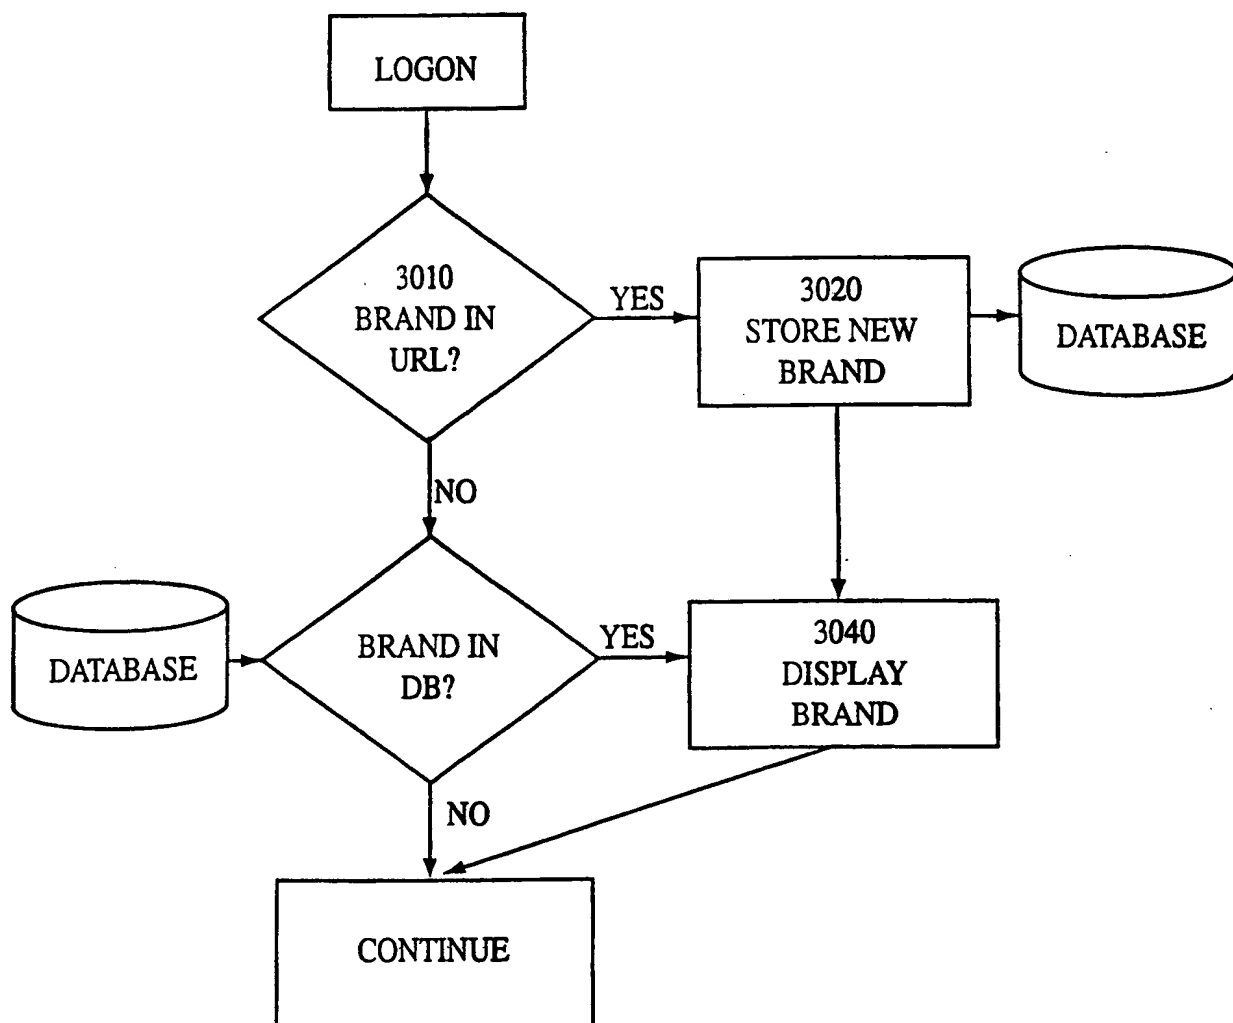 LOGON
3010
BRAND IN
URL?
YES
3020
STORE NEW
BRAND
DATABASE
NO
DATABASE
BRAND IN
DB?
YES
3040
DISPLAY
BRAND
NO
CONTINUE